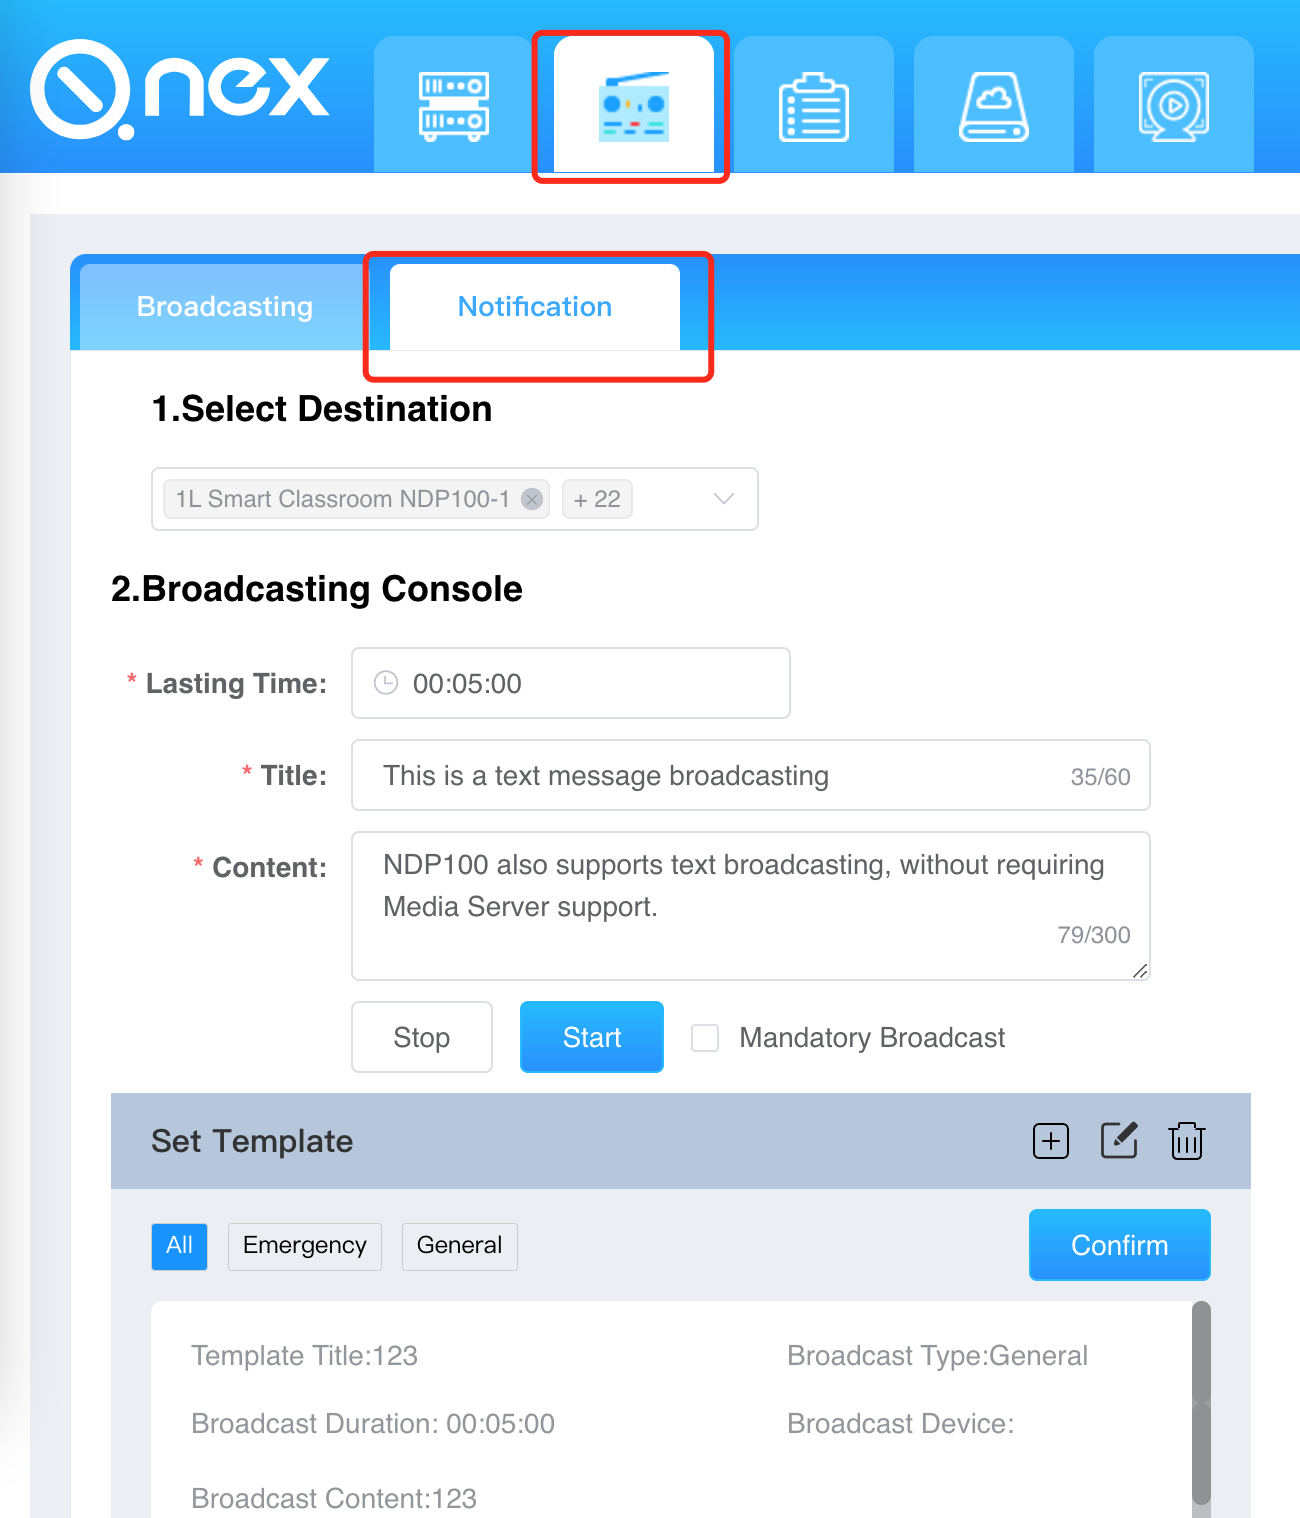 Qnex
Broadcasting
Notification
1.Select Destination
1L Smart Classroom NDP100-1
+ 22
2.Broadcasting Console
* Lasting Time:
00:05:00
* Title:
This is a text message broadcasting
35/60
* Content:
NDP100 also supports text broadcasting, without requiring
Media Server support.
79/300
Stop
Start
Mandatory Broadcast
Set Template
All
Emergency
General
Confirm
Template Title:123
Broadcast Type:General
Broadcast Duration: 00:05:00
Broadcast Device:
Broadcast Content:123